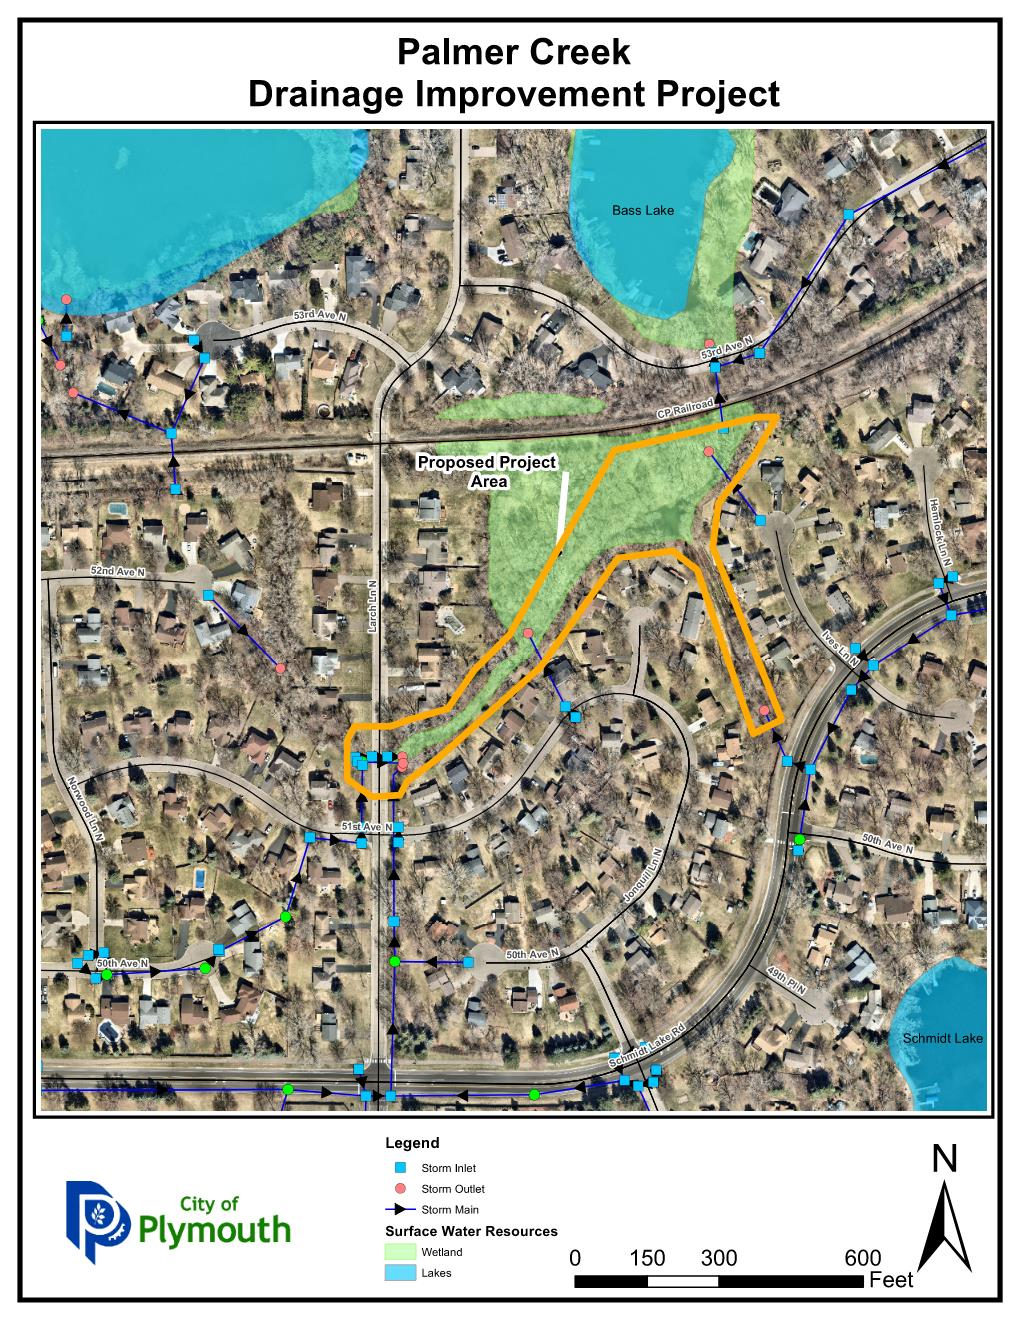 Palmer Creek
Drainage Improvement Project
Bass Lake
53rd Ave N
53rd Ave N
CP Railroad
Proposed Project
Area
Hemlock Ln N
52nd Ave N
Larch Ln N
Ives Ln N
Norwood Ln N
51st Ave N
50th Ave N
Jonquil Ln N
50th Ave N
50th Ave N
49th Pl N
Schmidt Lake Rd
Schmidt Lake
Legend
Storm Inlet
Storm Outlet
Storm Main
Surface Water Resources
Wetland
Lakes
City of
Plymouth
N
0 150 300 600
Feet